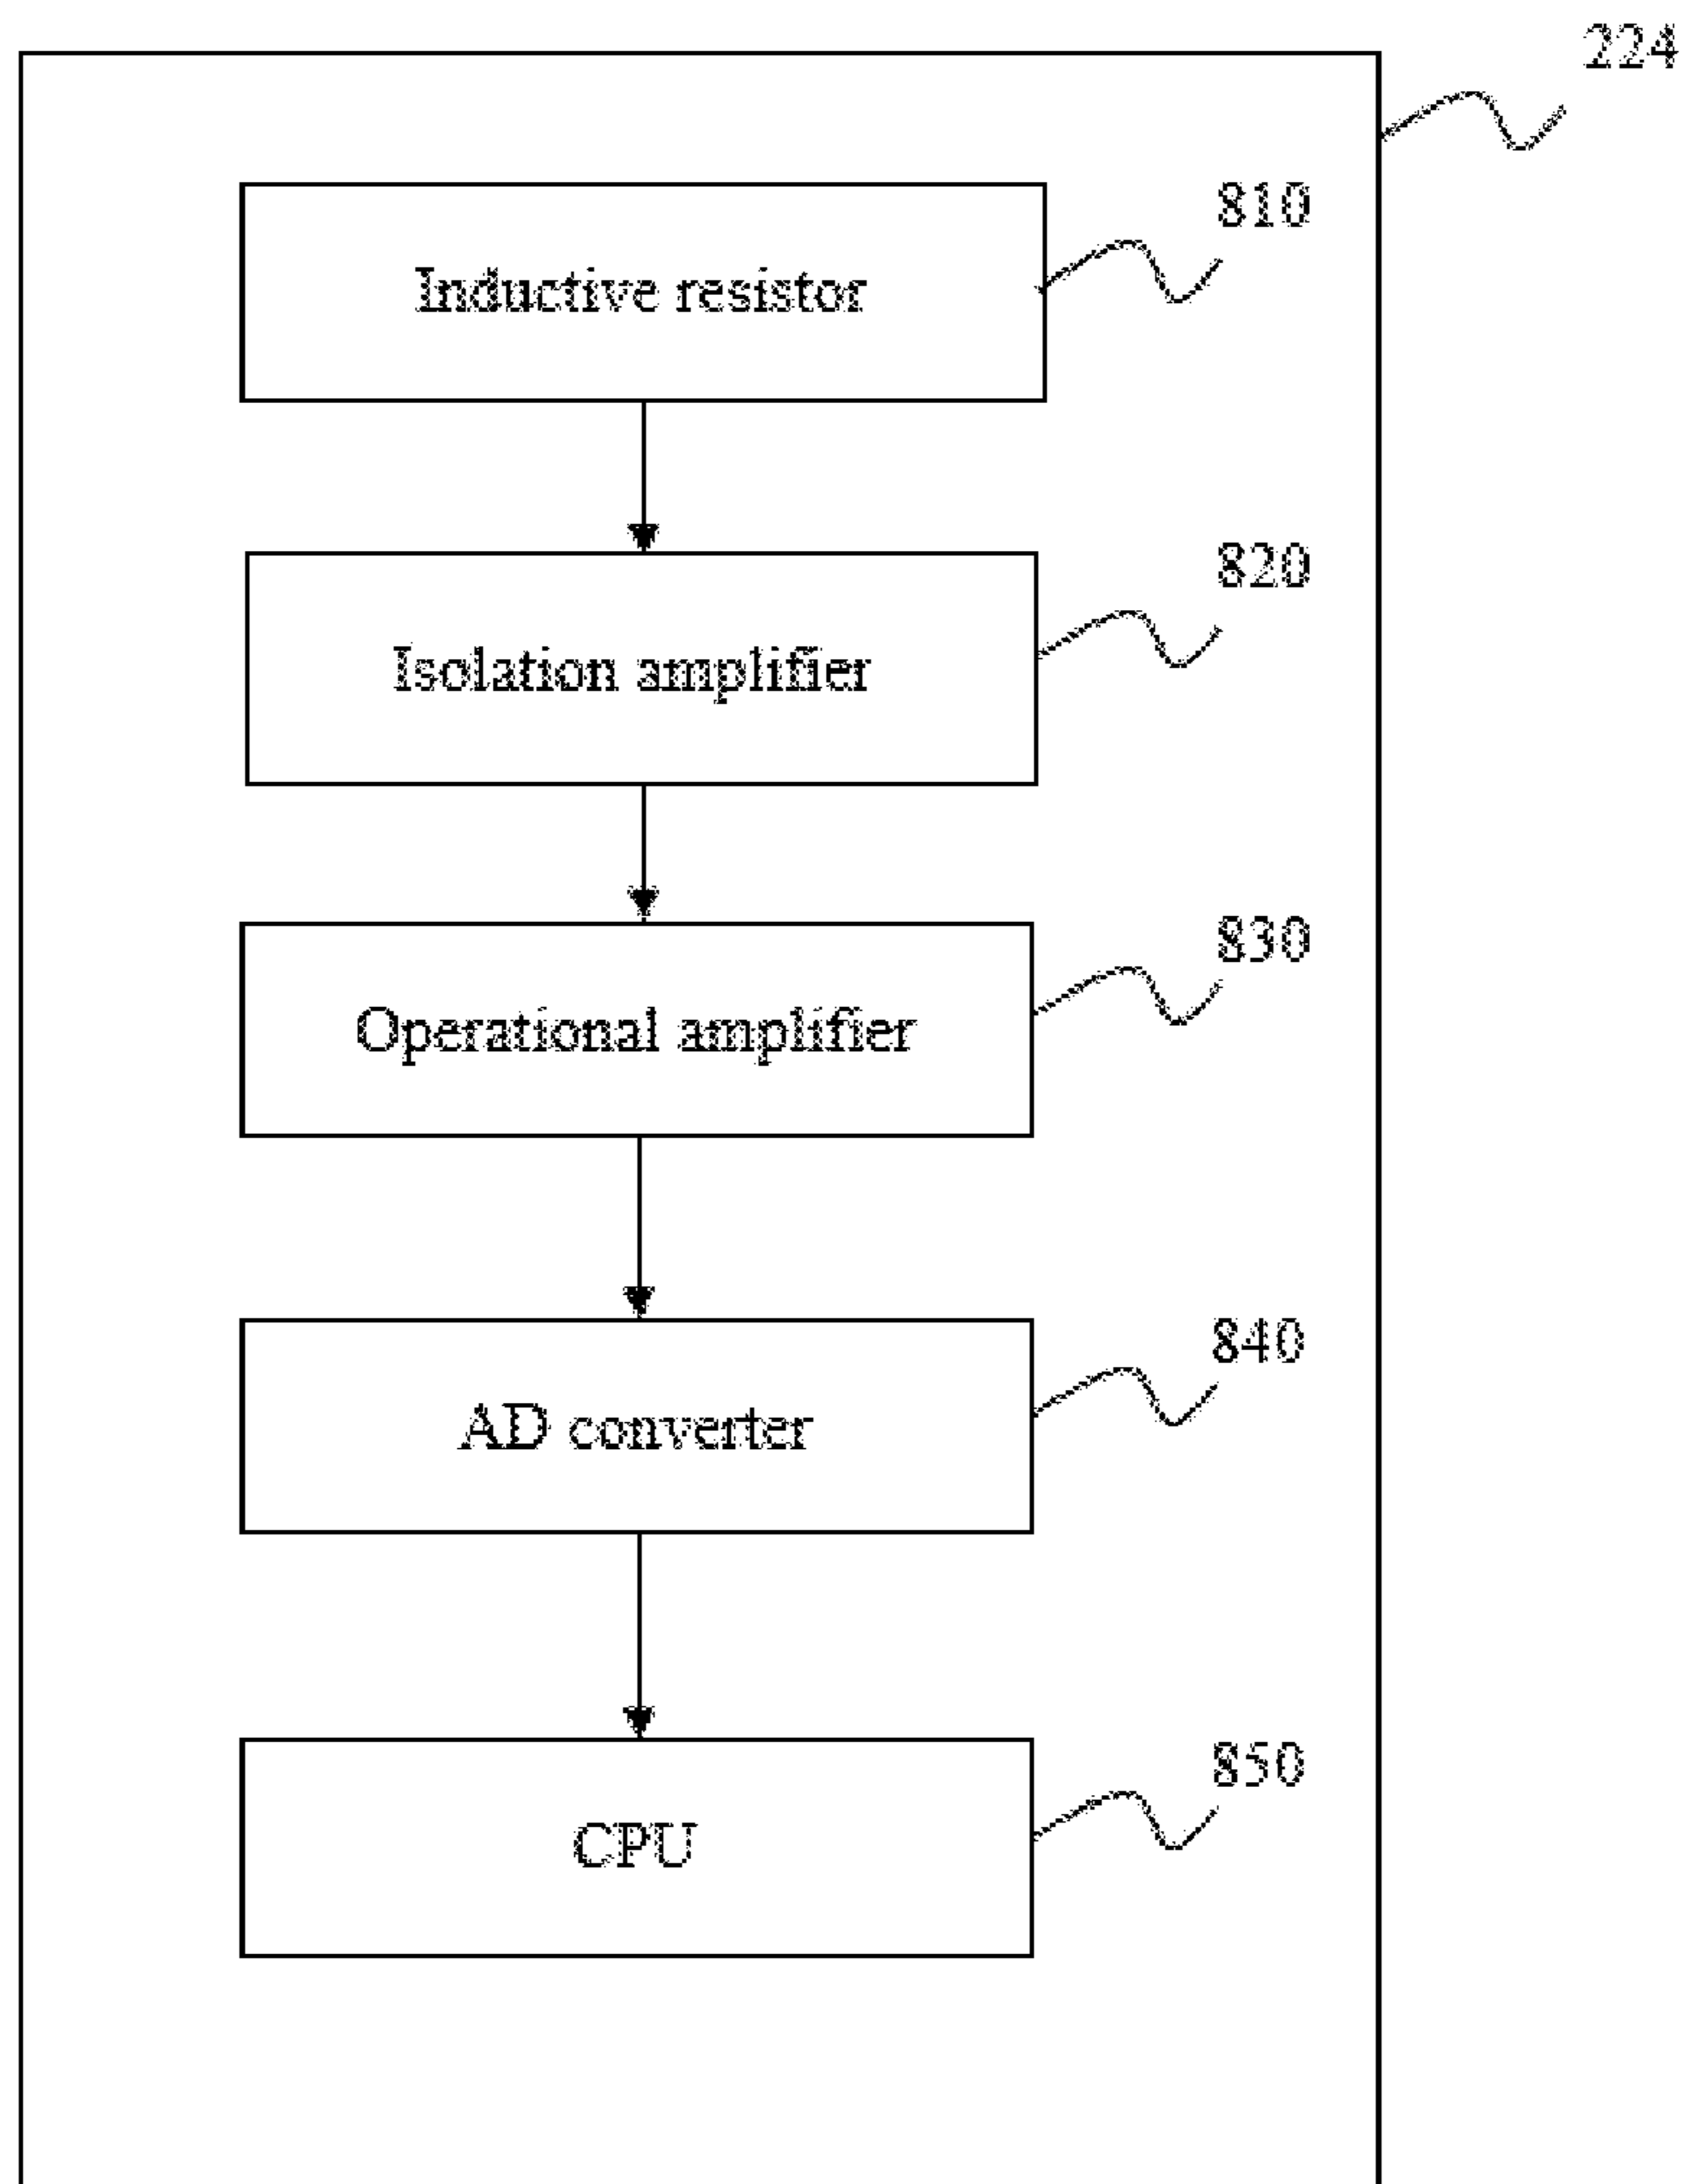 224
810
Inductive resistor
820
Isolation amplifier
830
Operational amplifier
840
AD converter
850
CPU